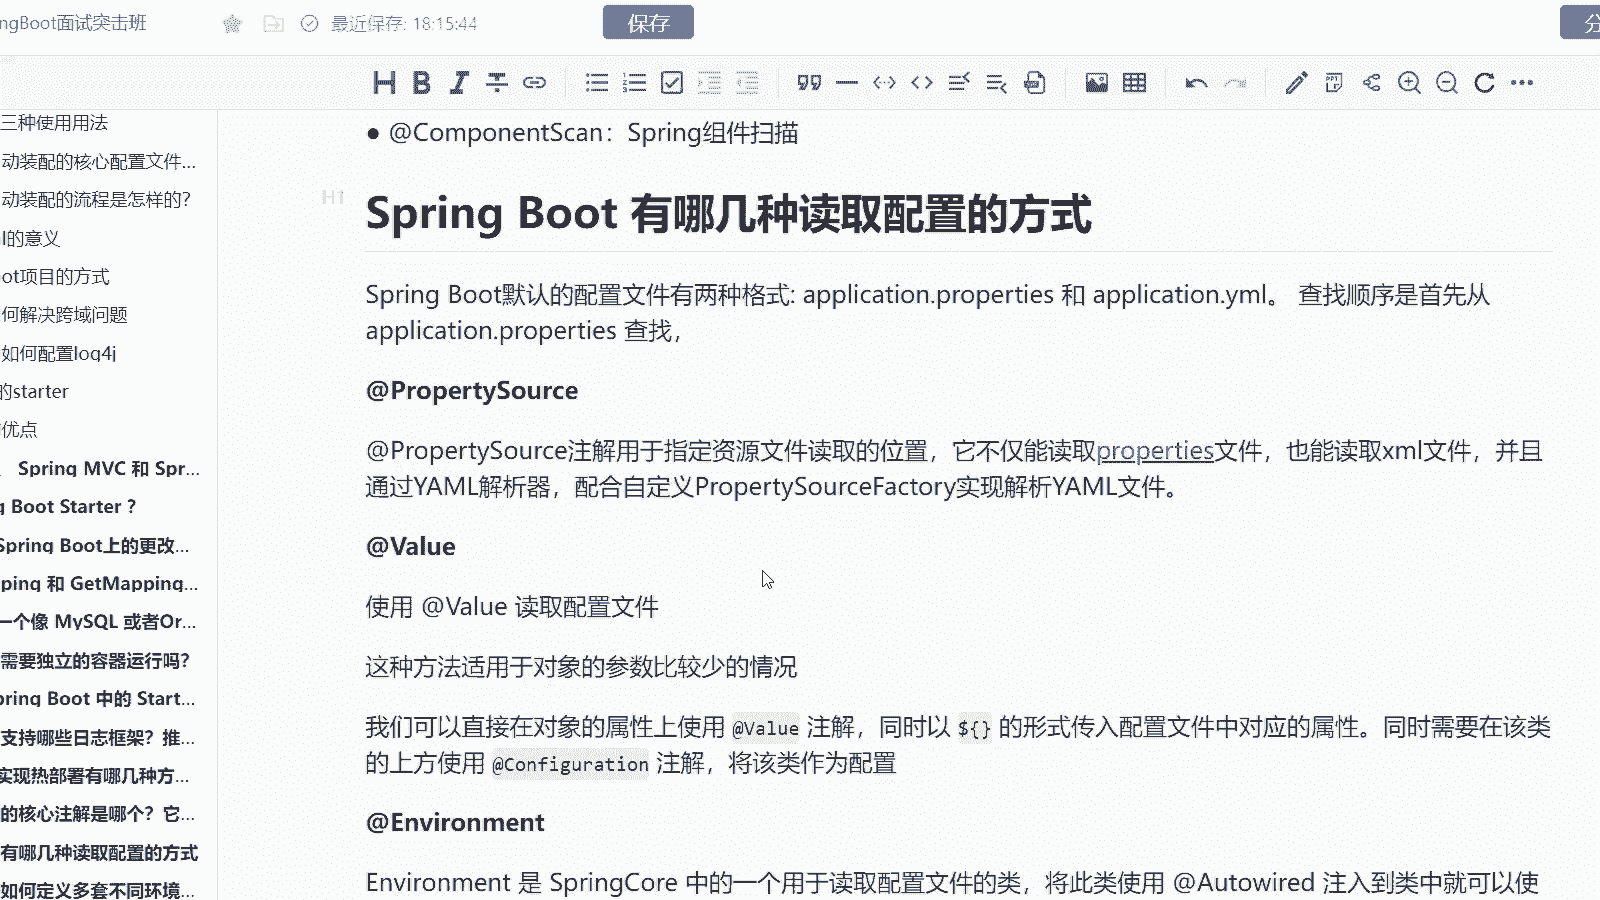 ngBoot面试突击班
最近保存: 18:15:44
保存
分
三种使用用法
动装配的核心配置文件...
动装配的流程是怎样的?
的意义
ot项目的方式
何解决跨域问题
如何配置log4j
的starter
优点
Spring MVC 和 Spr...
g Boot Starter ?
Spring Boot上的更改...
ping 和 GetMapping...
一个像 MySQL 或者Or...
需要独立的容器运行吗?
pring Boot 中的 Start...
支持哪些日志框架? 推...
实现热部署有哪几种方...
的核心注解是哪个? 它...
有哪几种读取配置的方式
如何定义多套不同环境...
● @ComponentScan：Spring组件扫描
H1
Spring Boot 有哪几种读取配置的方式
Spring Boot默认的配置文件有两种格式: application.properties 和 application.yml。 查找顺序是首先从
application.properties 查找，
@PropertySource
@PropertySource注解用于指定资源文件读取的位置，它不仅能读取properties文件，也能读取xml文件，并且
通过YAML解析器，配合自定义PropertySourceFactory实现解析YAML文件。
@Value
使用 @Value 读取配置文件
这种方法适用于对象的参数比较少的情况
我们可以直接在对象的属性上使用 @Value 注解，同时以 ${} 的形式传入配置文件中对应的属性。同时需要在该类
的上方使用 @Configuration 注解，将该类作为配置
@Environment
Environment 是 SpringCore 中的一个用于读取配置文件的类，将此类使用 @Autowired 注入到类中就可以使